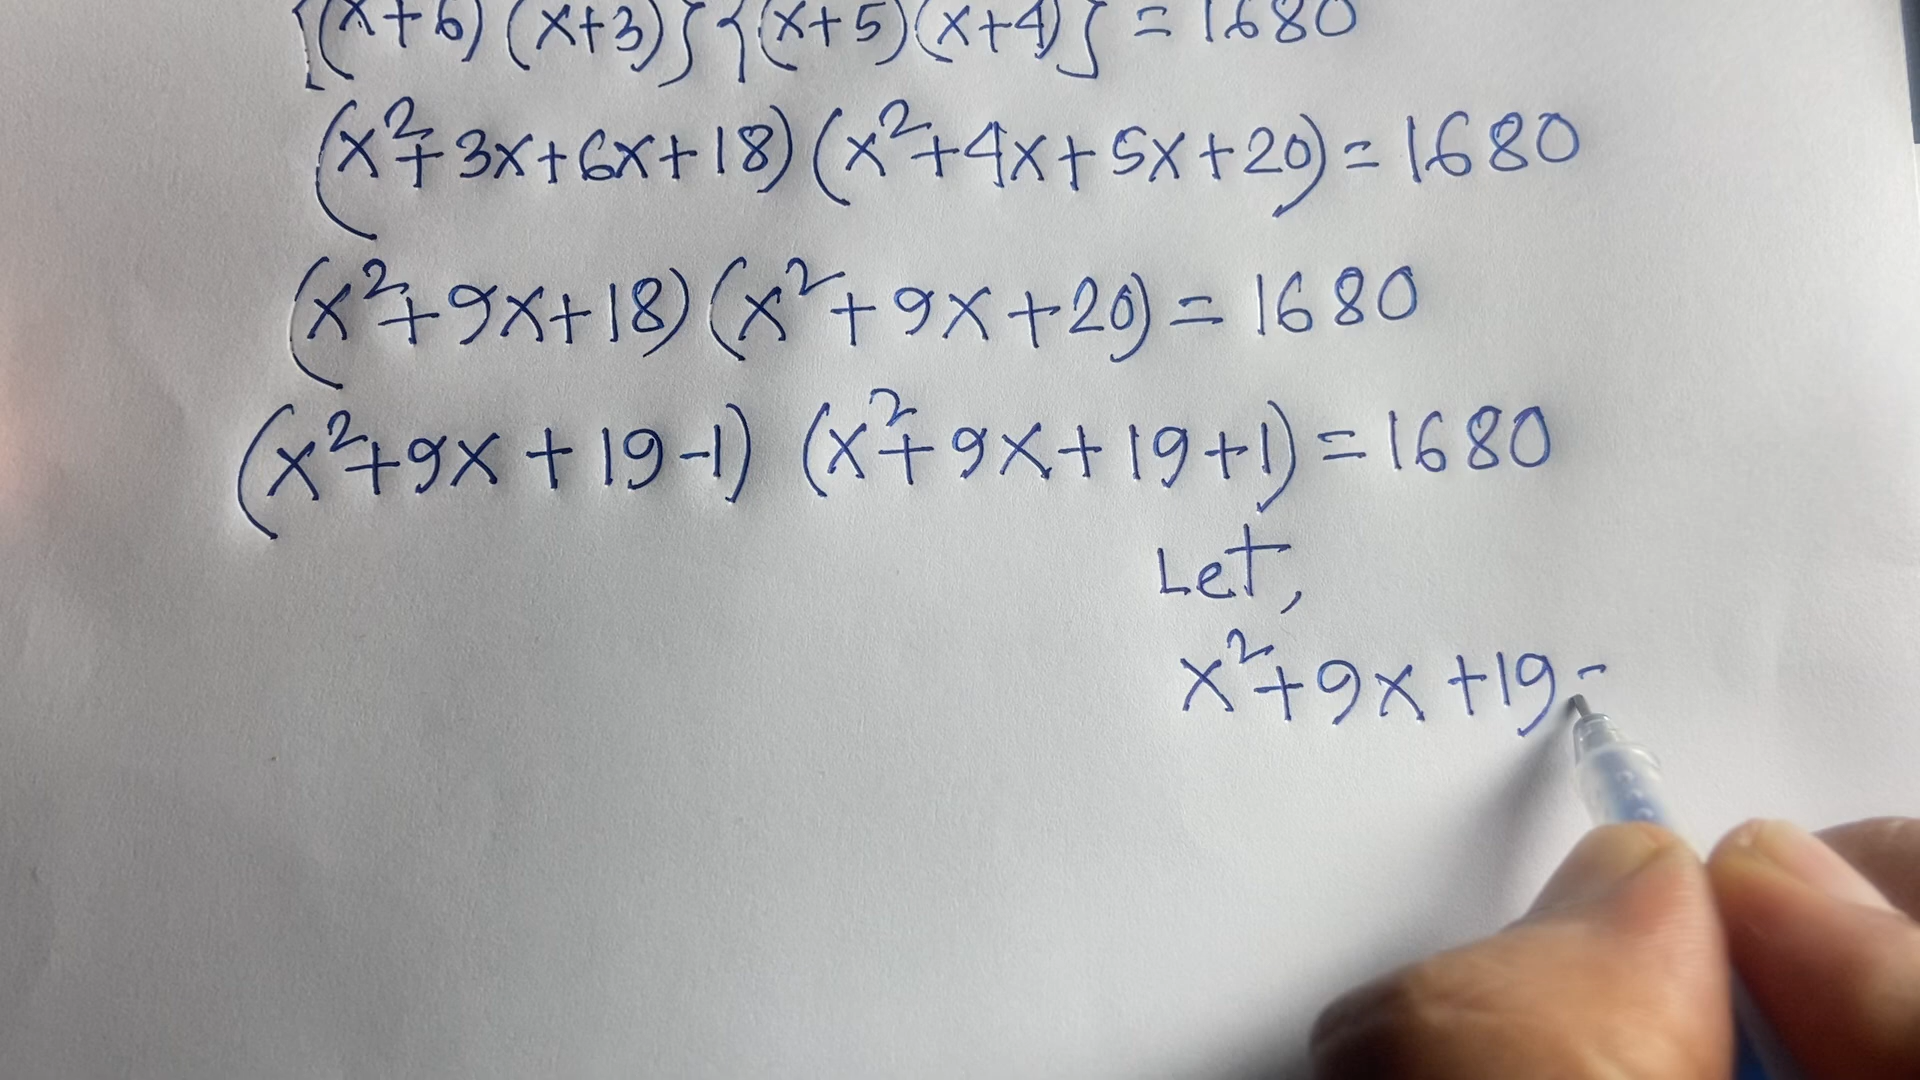 {(x+6)(x+3)}{(x+5)(x+4)} = 1680
(x²+3x+6x+18)(x²+4x+5x+20) = 1680
(x²+9x+18)(x²+9x+20) = 1680
(x²+9x+19-1) (x²+9x+19+1) = 1680
Let,
x²+9x+19-